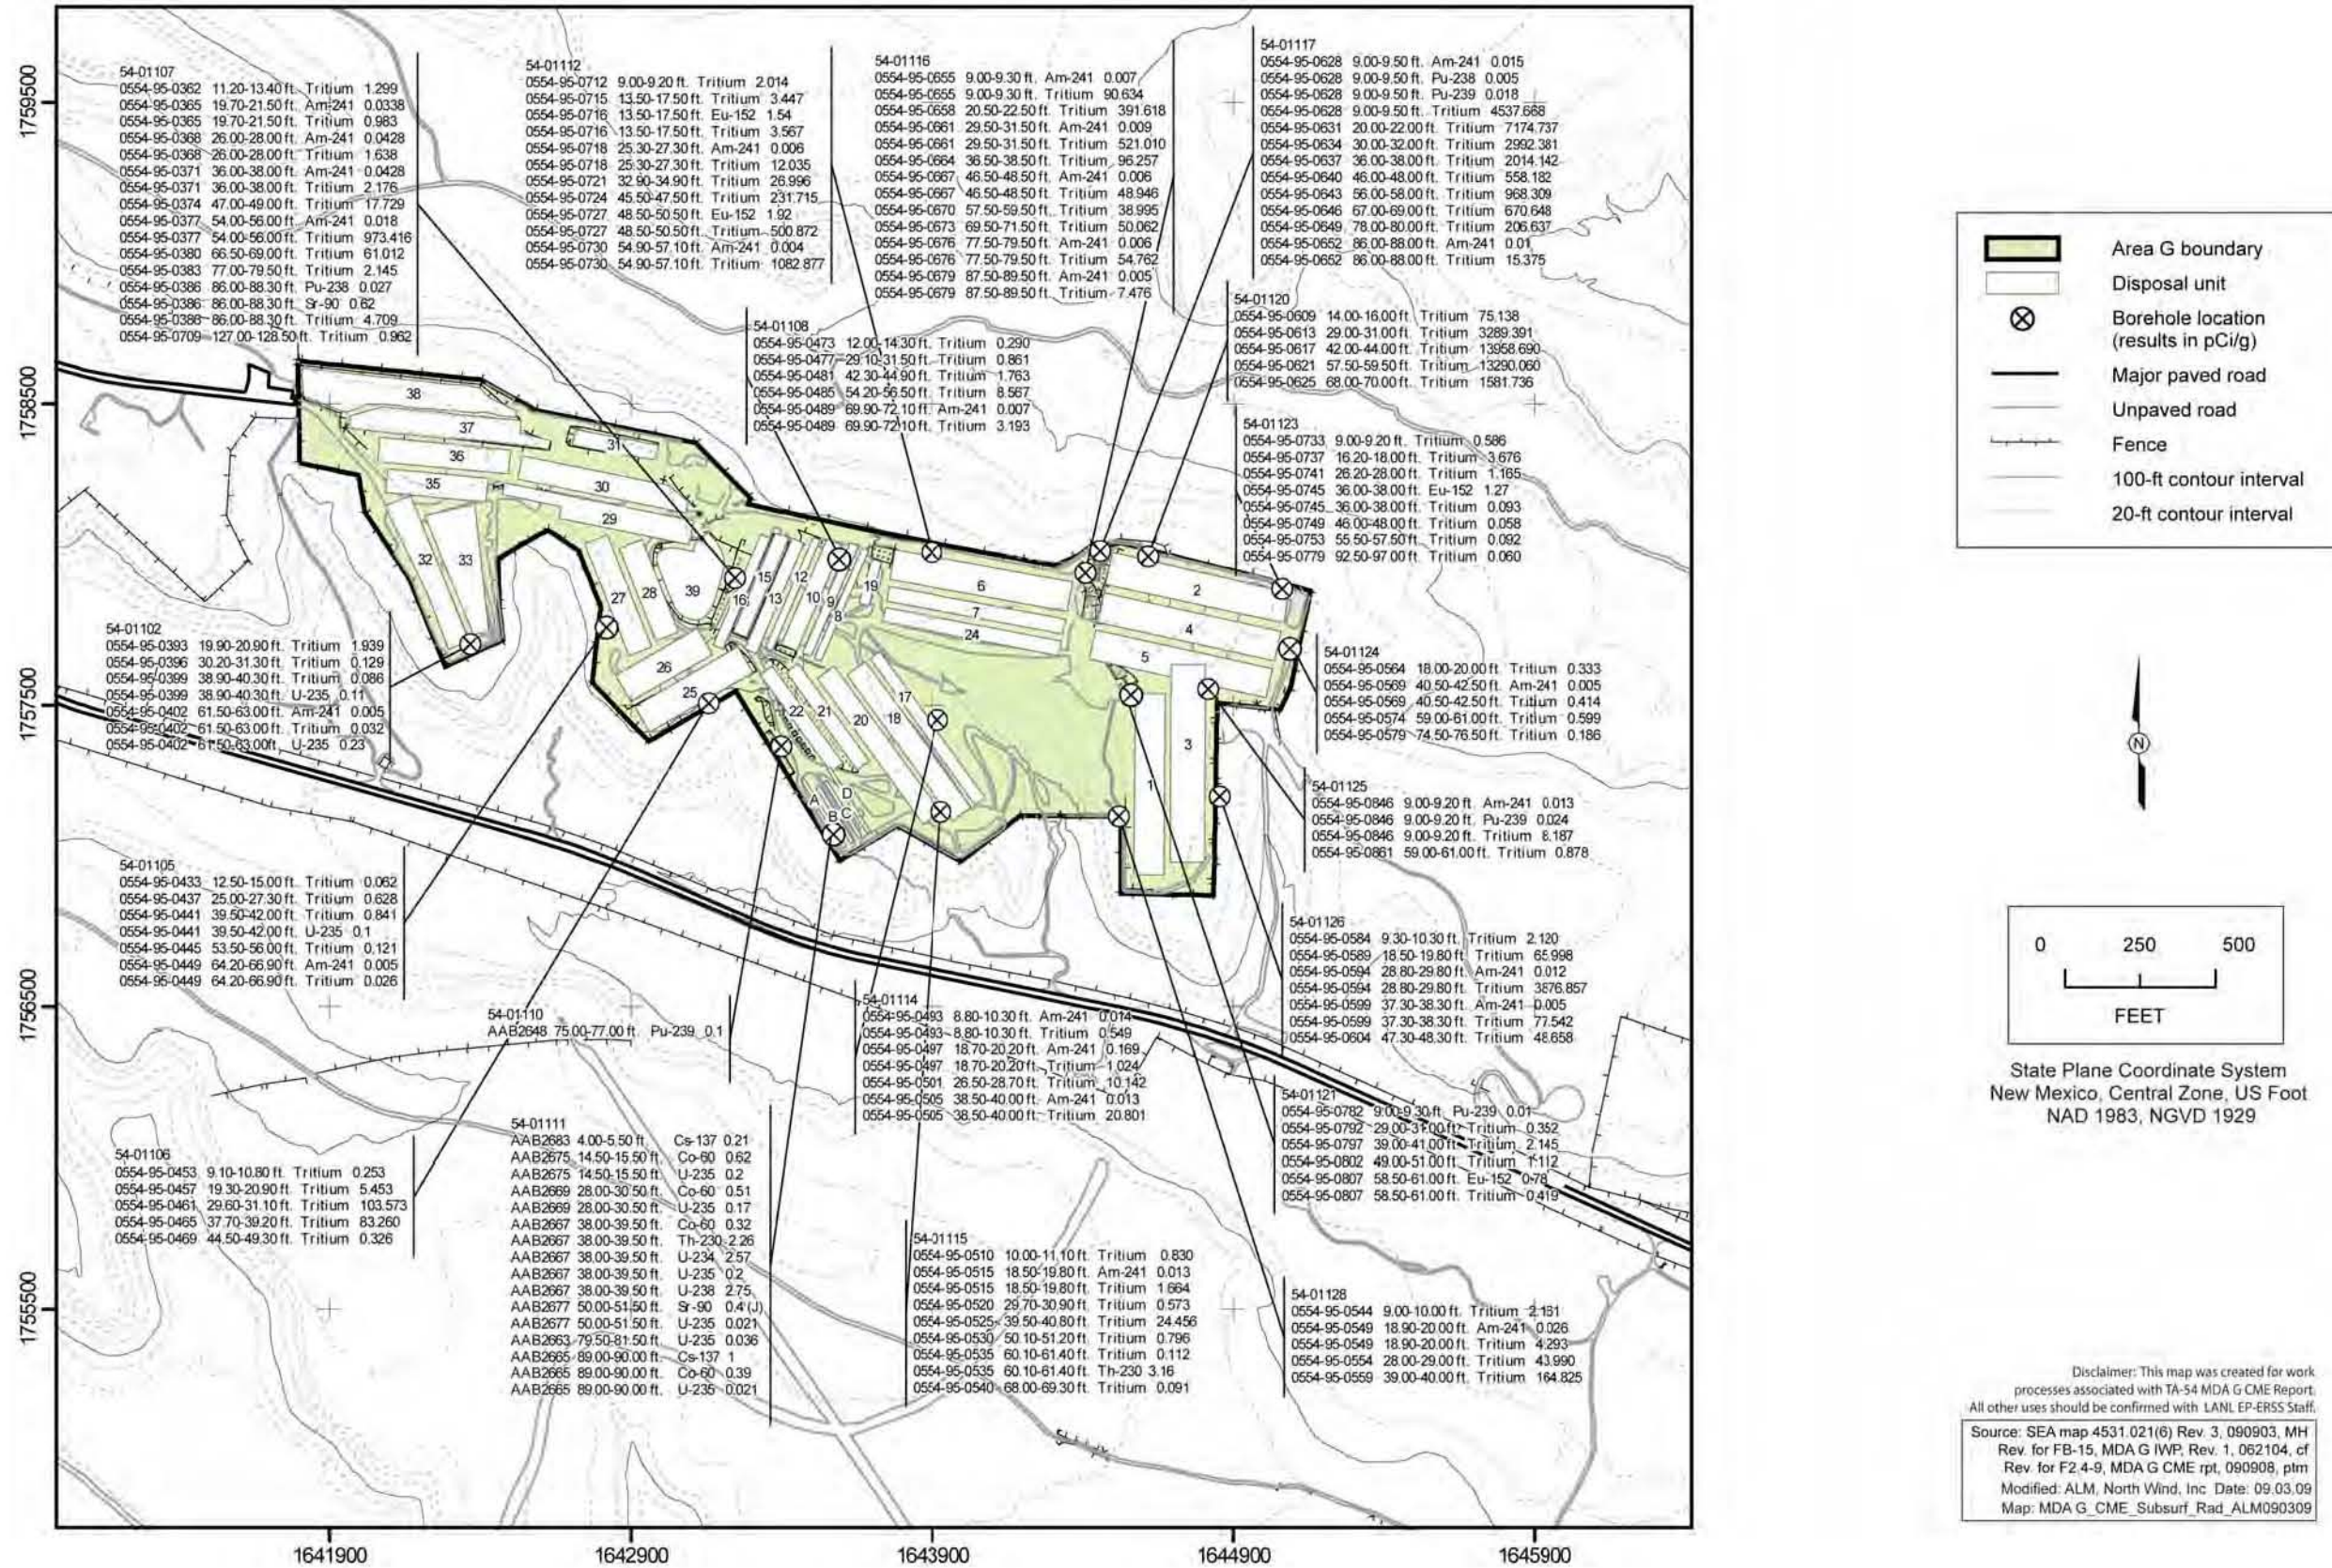 54-01107
0554-95-0362 11.20-13.40 ft. Tritium 1.299
0554-95-0365 19.70-21.50 ft. Am-241 0.0338
0554-95-0365 19.70-21.50 ft. Tritium 0.983
0554-95-0368 26.00-28.00 ft. Am-241 0.0428
0554-95-0368 26.00-28.00 ft. Tritium 1.638
0554-95-0371 36.00-38.00 ft. Am-241 0.0428
0554-95-0371 36.00-38.00 ft. Tritium 2.176
0554-95-0374 47.00-49.00 ft. Tritium 17.729
0554-95-0377 54.00-56.00 ft. Am-241 0.018
0554-95-0377 54.00-56.00 ft. Tritium 973.416
0554-95-0380 66.50-69.00 ft. Tritium 61.012
0554-95-0383 77.00-79.50 ft. Tritium 2.145
0554-95-0386 86.00-88.30 ft. Pu-238 0.027
0554-95-0386 86.00-88.30 ft. Sr-90 0.62
0554-95-0386 86.00-88.30 ft. Tritium 4.709
0554-95-0709 127.00-128.50 ft. Tritium 0.962
54-01112
0554-95-0712 9.00-9.20 ft. Tritium 2.014
0554-95-0715 13.50-17.50 ft. Tritium 3.447
0554-95-0716 13.50-17.50 ft. Eu-152 1.54
0554-95-0716 13.50-17.50 ft. Tritium 3.567
0554-95-0718 25.30-27.30 ft. Am-241 0.006
0554-95-0718 25.30-27.30 ft. Tritium 12.035
0554-95-0721 32.90-34.90 ft. Tritium 26.996
0554-95-0724 45.50-47.50 ft. Tritium 231.715
0554-95-0727 48.50-50.50 ft. Eu-152 1.92
0554-95-0727 48.50-50.50 ft. Tritium 500.872
0554-95-0730 54.90-57.10 ft. Am-241 0.004
0554-95-0730 54.90-57.10 ft. Tritium 1082.877
54-01116
0554-95-0655 9.00-9.30 ft. Am-241 0.007
0554-95-0655 9.00-9.30 ft. Tritium 90.634
0554-95-0658 20.50-22.50 ft. Tritium 391.618
0554-95-0661 29.50-31.50 ft. Am-241 0.009
0554-95-0661 29.50-31.50 ft. Tritium 521.010
0554-95-0664 36.50-38.50 ft. Tritium 96.257
0554-95-0667 46.50-48.50 ft. Am-241 0.006
0554-95-0667 46.50-48.50 ft. Tritium 48.946
0554-95-0670 57.50-59.50 ft. Tritium 38.995
0554-95-0673 69.50-71.50 ft. Tritium 50.062
0554-95-0676 77.50-79.50 ft. Am-241 0.006
0554-95-0676 77.50-79.50 ft. Tritium 54.762
0554-95-0679 87.50-89.50 ft. Am-241 0.005
0554-95-0679 87.50-89.50 ft. Tritium 7.476
54-01117
0554-95-0628 9.00-9.50 ft. Am-241 0.015
0554-95-0628 9.00-9.50 ft. Pu-238 0.005
0554-95-0628 9.00-9.50 ft. Pu-239 0.018
0554-95-0628 9.00-9.50 ft. Tritium 4537.668
0554-95-0631 20.00-22.00 ft. Tritium 7174.737
0554-95-0634 30.00-32.00 ft. Tritium 2992.381
0554-95-0637 36.00-38.00 ft. Tritium 2014.142
0554-95-0640 46.00-48.00 ft. Tritium 558.182
0554-95-0643 56.00-58.00 ft. Tritium 968.309
0554-95-0646 67.00-69.00 ft. Tritium 670.648
0554-95-0649 78.00-80.00 ft. Tritium 206.637
0554-95-0652 86.00-88.00 ft. Am-241 0.01
0554-95-0652 86.00-88.00 ft. Tritium 15.375
54-01108
0554-95-0473 12.00-14.30 ft. Tritium 0.290
0554-95-0477 29.10-31.50 ft. Tritium 0.861
0554-95-0481 42.30-44.90 ft. Tritium 1.763
0554-95-0485 54.20-56.50 ft. Tritium 8.567
0554-95-0489 69.90-72.10 ft. Am-241 0.007
0554-95-0489 69.90-72.10 ft. Tritium 3.193
54-01120
0554-95-0609 14.00-16.00 ft. Tritium 75.138
0554-95-0613 29.00-31.00 ft. Tritium 3289.391
0554-95-0617 42.00-44.00 ft. Tritium 13958.690
0554-95-0621 57.50-59.50 ft. Tritium 13290.060
0554-95-0625 68.00-70.00 ft. Tritium 1581.736
54-01123
0554-95-0733 9.00-9.20 ft. Tritium 0.586
0554-95-0737 16.20-18.00 ft. Tritium 3.676
0554-95-0741 26.20-28.00 ft. Tritium 1.165
0554-95-0745 36.00-38.00 ft. Eu-152 1.27
0554-95-0745 36.00-38.00 ft. Tritium 0.093
0554-95-0749 46.00-48.00 ft. Tritium 0.058
0554-95-0753 55.50-57.50 ft. Tritium 0.092
0554-95-0779 92.50-97.00 ft. Tritium 0.060
54-01102
0554-95-0393 19.90-20.90 ft. Tritium 1.939
0554-95-0396 30.20-31.30 ft. Tritium 0.129
0554-95-0399 38.90-40.30 ft. Tritium 0.086
0554-95-0399 38.90-40.30 ft. U-235 0.11
0554-95-0402 61.50-63.00 ft. Am-241 0.005
0554-95-0402 61.50-63.00 ft. Tritium 0.032
0554-95-0402 61.50-63.00ft. U-235 0.23
54-01124
0554-95-0564 18.00-20.00 ft. Tritium 0.333
0554-95-0569 40.50-42.50 ft. Am-241 0.005
0554-95-0569 40.50-42.50 ft. Tritium 0.414
0554-95-0574 59.00-61.00 ft. Tritium 0.599
0554-95-0579 74.50-76.50 ft. Tritium 0.186
54-01125
0554-95-0846 9.00-9.20 ft. Am-241 0.013
0554-95-0846 9.00-9.20 ft. Pu-239 0.024
0554-95-0846 9.00-9.20 ft. Tritium 8.187
0554-95-0861 59.00-61.00 ft. Tritium 0.878
54-01105
0554-95-0433 12.50-15.00 ft. Tritium 0.062
0554-95-0437 25.00-27.30 ft. Tritium 0.628
0554-95-0441 39.50-42.00 ft. Tritium 0.841
0554-95-0441 39.50-42.00 ft. U-235 0.1
0554-95-0445 53.50-56.00 ft. Tritium 0.121
0554-95-0449 64.20-66.90 ft. Am-241 0.005
0554-95-0449 64.20-66.90 ft. Tritium 0.026
54-01126
0554-95-0584 9.30-10.30 ft. Tritium 2.120
0554-95-0589 18.50-19.80 ft. Tritium 65.998
0554-95-0594 28.80-29.80 ft. Am-241 0.012
0554-95-0594 28.80-29.80 ft. Tritium 3876.857
0554-95-0599 37.30-38.30 ft. Am-241 0.005
0554-95-0599 37.30-38.30 ft. Tritium 77.542
0554-95-0604 47.30-48.30 ft. Tritium 48.658
54-01110
AAB2648 75.00-77.00 ft. Pu-239 0.1
54-01114
0554-95-0493 8.80-10.30 ft. Am-241 0.014
0554-95-0493 8.80-10.30 ft. Tritium 0.549
0554-95-0497 18.70-20.20 ft. Am-241 0.169
0554-95-0497 18.70-20.20 ft. Tritium 1.024
0554-95-0501 26.50-28.70 ft. Tritium 10.142
0554-95-0505 38.50-40.00 ft. Am-241 0.013
0554-95-0505 38.50-40.00 ft. Tritium 20.801
54-01121
0554-95-0782 9.00-9.30 ft. Pu-239 0.01
0554-95-0792 29.00-31.00 ft. Tritium 0.352
0554-95-0797 39.00-41.00 ft. Tritium 2.145
0554-95-0802 49.00-51.00 ft. Tritium 1.112
0554-95-0807 58.50-61.00 ft. Eu-152 0.78
0554-95-0807 58.50-61.00 ft. Tritium 0.419
54-01106
0554-95-0453 9.10-10.80 ft. Tritium 0.253
0554-95-0457 19.30-20.90 ft. Tritium 5.453
0554-95-0461 29.60-31.10 ft. Tritium 103.573
0554-95-0465 37.70-39.20 ft. Tritium 83.260
0554-95-0469 44.50-49.30 ft. Tritium 0.326
54-01111
AAB2683 4.00-5.50 ft. Cs-137 0.21
AAB2675 14.50-15.50 ft. Co-60 0.62
AAB2675 14.50-15.50 ft. U-235 0.2
AAB2669 28.00-30.50 ft. Co-60 0.51
AAB2669 28.00-30.50 ft. U-235 0.17
AAB2667 38.00-39.50 ft. Co-60 0.32
AAB2667 38.00-39.50 ft. Th-230 2.26
AAB2667 38.00-39.50 ft. U-234 2.57
AAB2667 38.00-39.50 ft. U-235 0.2
AAB2667 38.00-39.50 ft. U-238 2.75
AAB2677 50.00-51.50 ft. Sr-90 0.4 (J)
AAB2677 50.00-51.50 ft. U-235 0.021
AAB2663 79.50-81.50 ft. U-235 0.036
AAB2665 89.00-90.00 ft. Cs-137 1
AAB2665 89.00-90.00 ft. Co-60 0.39
AAB2665 89.00-90.00 ft. U-235 0.021
54-01115
0554-95-0510 10.00-11.10 ft. Tritium 0.830
0554-95-0515 18.50-19.80 ft. Am-241 0.013
0554-95-0515 18.50-19.80 ft. Tritium 1.664
0554-95-0520 29.70-30.90 ft. Tritium 0.573
0554-95-0525 39.50-40.80 ft. Tritium 24.456
0554-95-0530 50.10-51.20 ft. Tritium 0.796
0554-95-0535 60.10-61.40 ft. Tritium 0.112
0554-95-0535 60.10-61.40 ft. Th-230 3.16
0554-95-0540 68.00-69.30 ft. Tritium 0.091
54-01128
0554-95-0544 9.00-10.00 ft. Tritium 2.161
0554-95-0549 18.90-20.00 ft. Am-241 0.026
0554-95-0549 18.90-20.00 ft. Tritium 4.293
0554-95-0554 28.00-29.00 ft. Tritium 43.990
0554-95-0559 39.00-40.00 ft. Tritium 164.825
38
37
31
36
35
30
29
32
33
27
28
39
16
15
13
12
10
9
8
19
6
7
24
2
4
5
26
25
22
21
20
17
18
3
1
A
D
B
C
1759500
1758500
1757500
1756500
1755500
1641900
1642900
1643900
1644900
1645900
Area G boundary
Disposal unit
Borehole location
(results in pCi/g)
Major paved road
Unpaved road
Fence
100-ft contour interval
20-ft contour interval
N
0 250 500
FEET
State Plane Coordinate System
New Mexico, Central Zone, US Foot
NAD 1983, NGVD 1929
Disclaimer: This map was created for work
processes associated with TA-54 MDA G CME Report.
All other uses should be confirmed with LANL EP-ERSS Staff.
Source: SEA map 4531.021(6) Rev. 3, 090903, MH
Rev. for FB-15, MDA G IWP, Rev. 1, 062104, cf
Rev. for F2.4-9, MDA G CME rpt, 090908, ptm
Modified: ALM, North Wind, Inc Date: 09.03.09
Map: MDA G_CME_Subsurf_Rad_ALM090309